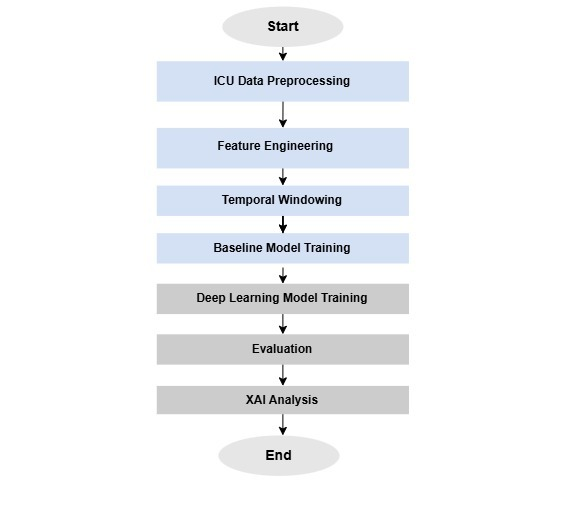 Start
ICU Data Preprocessing
Feature Engineering
Temporal Windowing
Baseline Model Training
Deep Learning Model Training
Evaluation
XAI Analysis
End